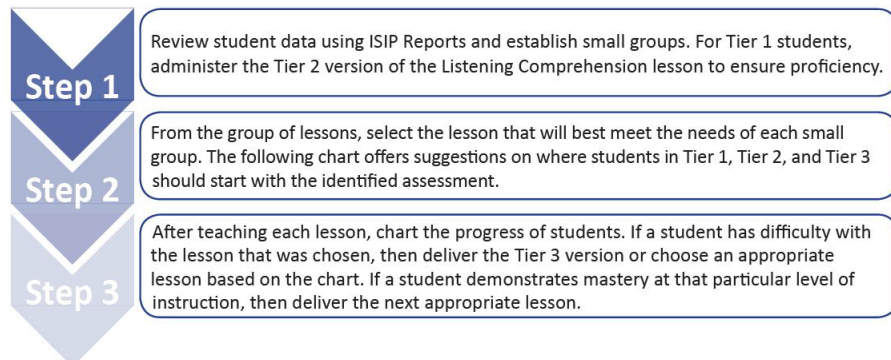 Step 1
Review student data using ISIP Reports and establish small groups. For Tier 1 students,
administer the Tier 2 version of the Listening Comprehension lesson to ensure proficiency.
Step 2
From the group of lessons, select the lesson that will best meet the needs of each small
group. The following chart offers suggestions on where students in Tier 1, Tier 2, and Tier 3
should start with the identified assessment.
Step 3
After teaching each lesson, chart the progress of students. If a student has difficulty with
the lesson that was chosen, then deliver the Tier 3 version or choose an appropriate
lesson based on the chart. If a student demonstrates mastery at that particular level of
instruction, then deliver the next appropriate lesson.